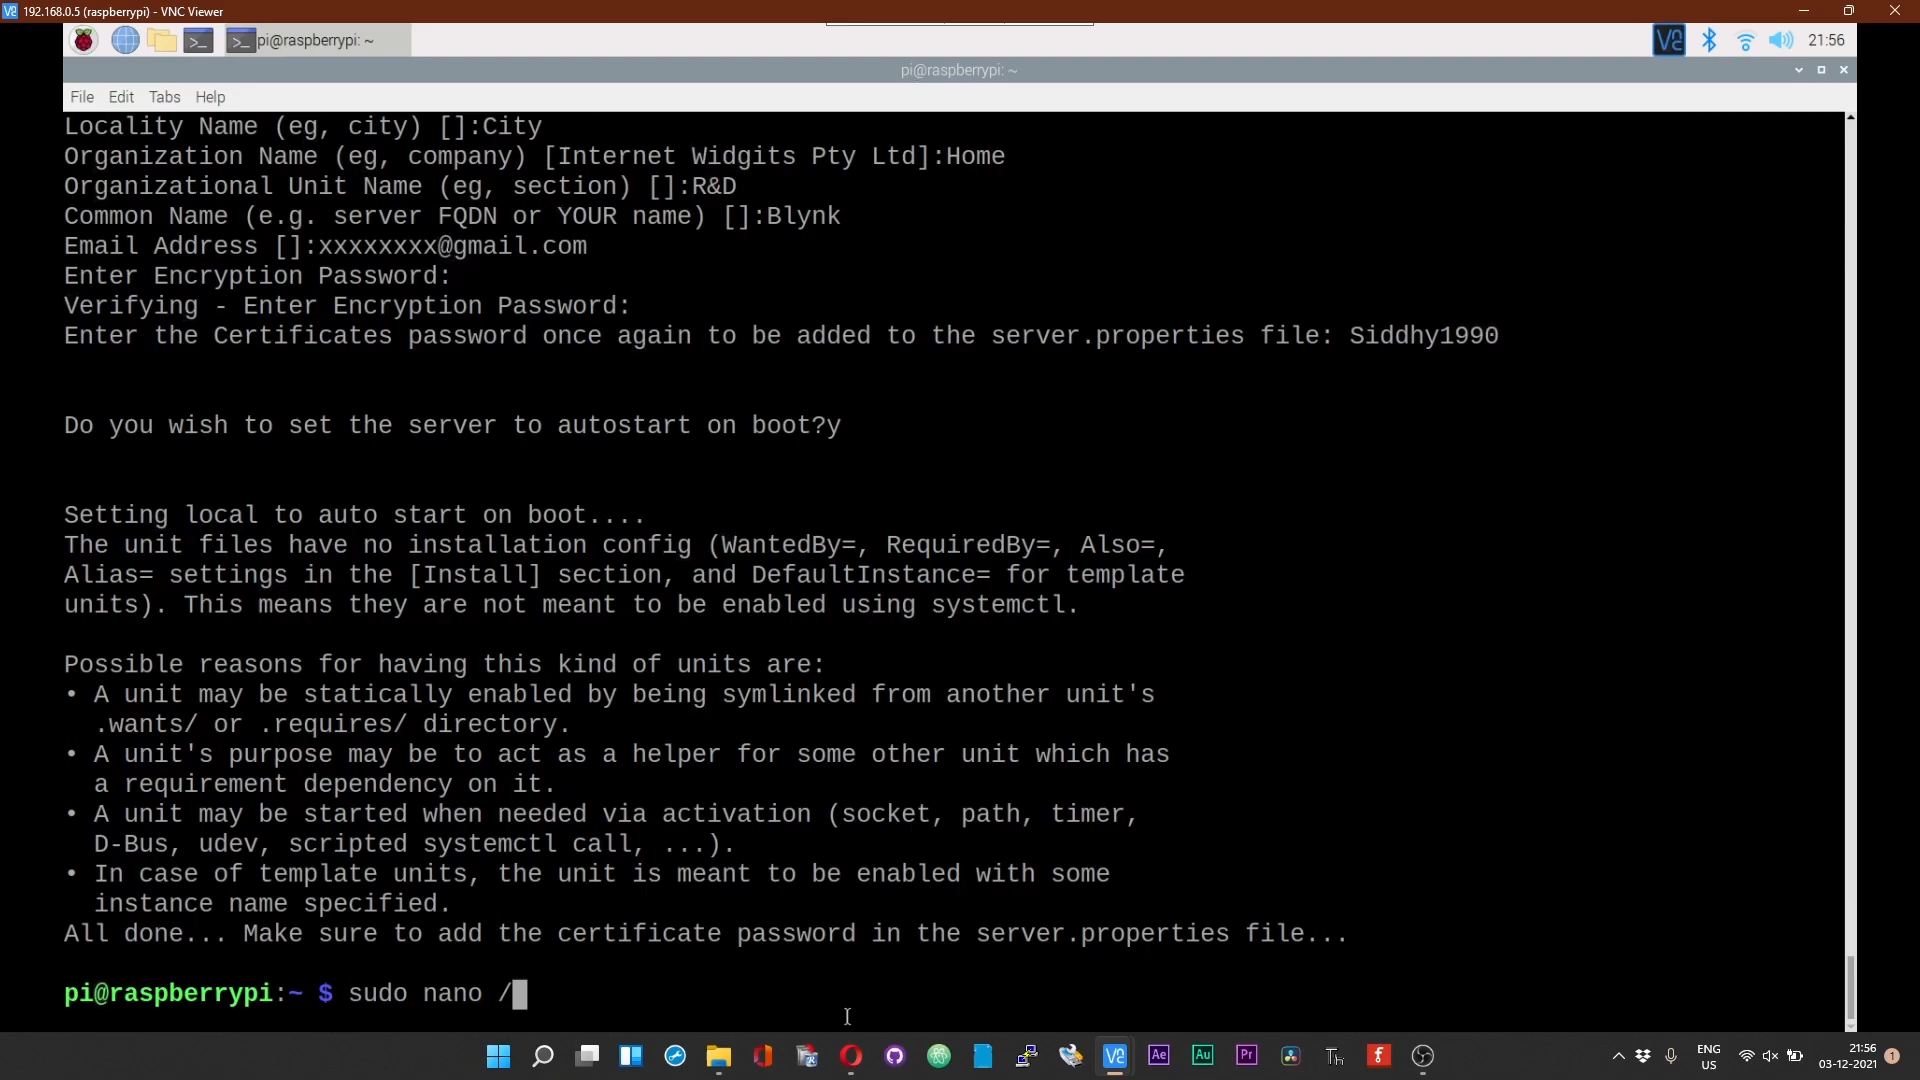 192.168.0.5 (raspberrypi) - VNC Viewer
pi@raspberrypi: ~
21:56
pi@raspberrypi: ~
File Edit Tabs Help
Locality Name (eg, city) []:City
Organization Name (eg, company) [Internet Widgits Pty Ltd]:Home
Organizational Unit Name (eg, section) []:R&D
Common Name (e.g. server FQDN or YOUR name) []:Blynk
Email Address []:xxxxxxxx@gmail.com
Enter Encryption Password:
Verifying - Enter Encryption Password:
Enter the Certificates password once again to be added to the server.properties file: Siddhy1990
Do you wish to set the server to autostart on boot?y
Setting local to auto start on boot....
The unit files have no installation config (WantedBy=, RequiredBy=, Also=,
Alias= settings in the [Install] section, and DefaultInstance= for template
units). This means they are not meant to be enabled using systemctl.
Possible reasons for having this kind of units are:
• A unit may be statically enabled by being symlinked from another unit's
.wants/ or .requires/ directory.
• A unit's purpose may be to act as a helper for some other unit which has
a requirement dependency on it.
• A unit may be started when needed via activation (socket, path, timer,
D-Bus, udev, scripted systemctl call, ...).
• In case of template units, the unit is meant to be enabled with some
instance name specified.
All done... Make sure to add the certificate password in the server.properties file...
pi@raspberrypi:~ $ sudo nano /
Ae Au Pr Th
ENG
US
21:56
03-12-2021
1